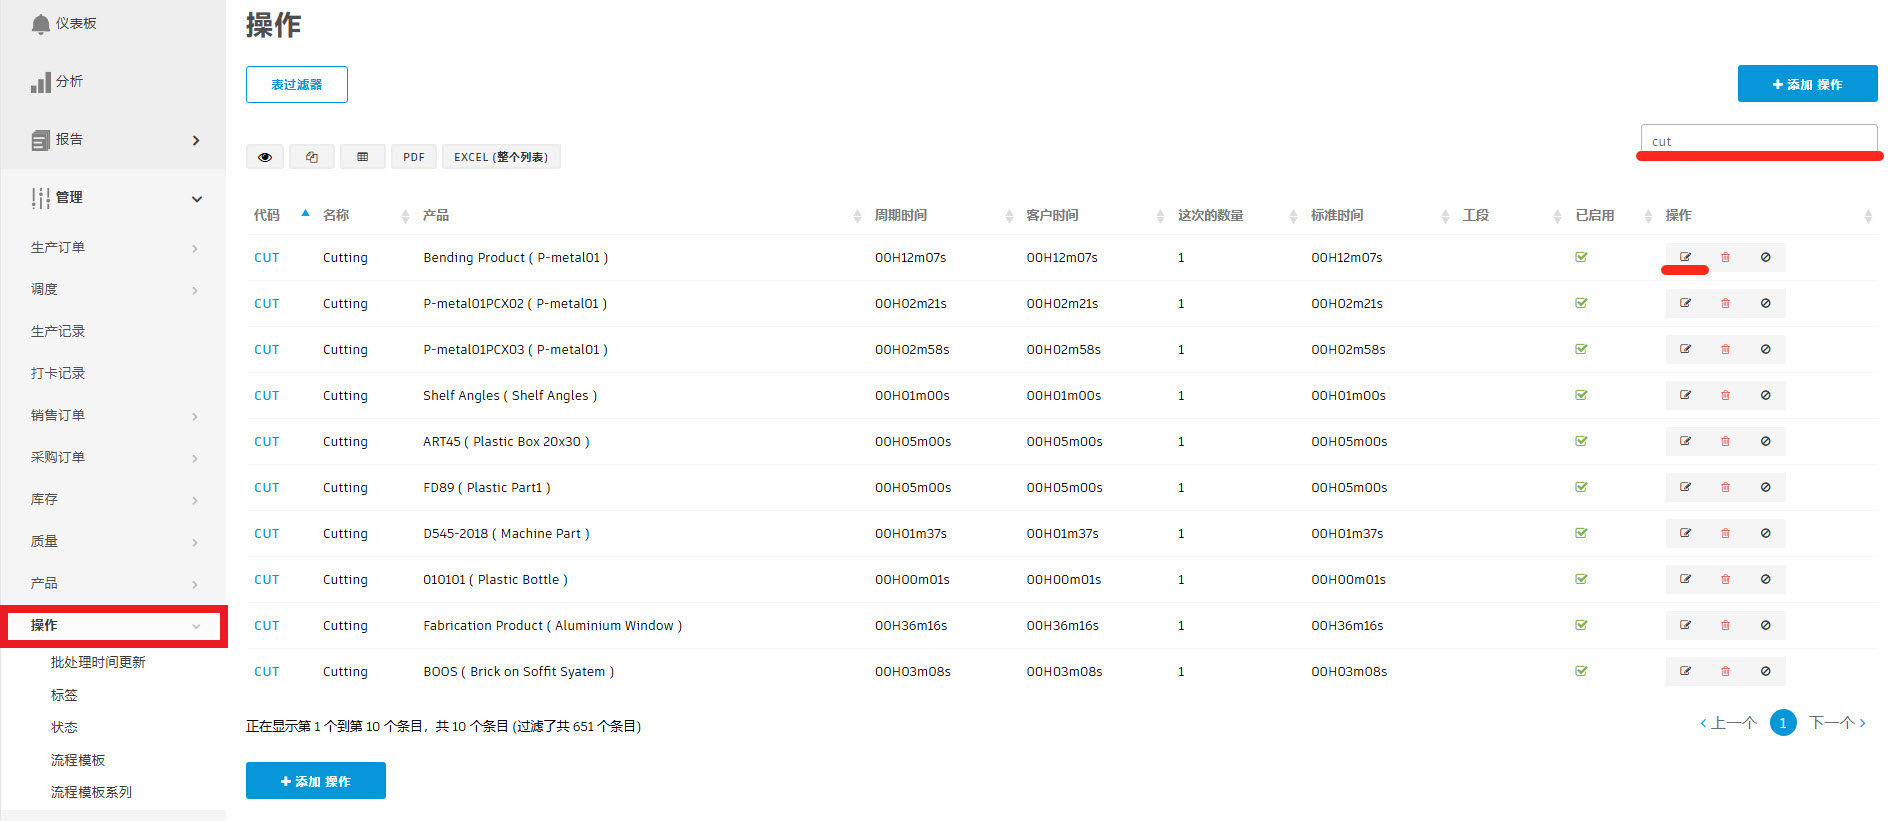 仪表板
分析
报告
管理
生产订单
调度
生产记录
打卡记录
销售订单
采购订单
库存
质量
产品
操作
批处理时间更新
标签
状态
流程模板
流程模板系列
操作
表过滤器
添加 操作
PDF EXCEL (整个列表)
cut
代码 名称 产品 周期时间 客户时间 这次的数量 标准时间 工段 已启用 操作
CUT Cutting Bending Product ( P-metal01 ) 00H12m07s 00H12m07s 1 00H12m07s
CUT Cutting P-metal01PCX02 ( P-metal01 ) 00H02m21s 00H02m21s 1 00H02m21s
CUT Cutting P-metal01PCX03 ( P-metal01 ) 00H02m58s 00H02m58s 1 00H02m58s
CUT Cutting Shelf Angles ( Shelf Angles ) 00H01m00s 00H01m00s 1 00H01m00s
CUT Cutting ART45 ( Plastic Box 20x30 ) 00H05m00s 00H05m00s 1 00H05m00s
CUT Cutting FD89 ( Plastic Part1 ) 00H05m00s 00H05m00s 1 00H05m00s
CUT Cutting D545-2018 ( Machine Part ) 00H01m37s 00H01m37s 1 00H01m37s
CUT Cutting 010101 ( Plastic Bottle ) 00H00m01s 00H00m01s 1 00H00m01s
CUT Cutting Fabrication Product ( Aluminium Window ) 00H36m16s 00H36m16s 1 00H36m16s
CUT Cutting BOOS ( Brick on Soffit Syatem ) 00H03m08s 00H03m08s 1 00H03m08s
正在显示第 1 个到第 10 个条目，共 10 个条目 (过滤了共 651 个条目)
上一个 1 下一个
添加 操作